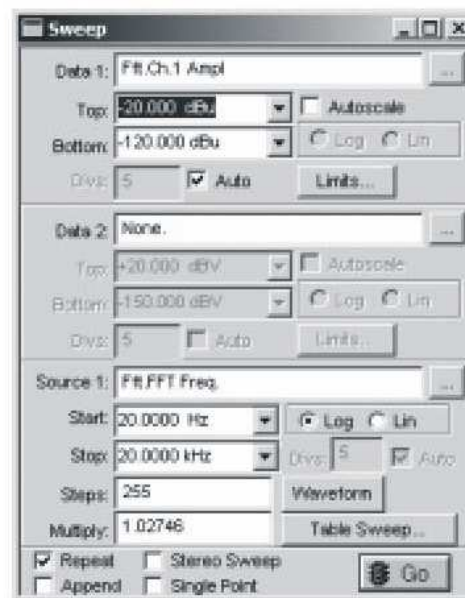 Sweep
Data 1: Fft.Ch.1 Ampl ...
Top: -20.000 dBu Autoscale
Bottom: -120.000 dBu Log Lin
Divs: 5 Auto Limits...
Data 2: None. ...
Top: +20.000 dBV Autoscale
Bottom: -150.000 dBV Log Lin
Divs: 5 Auto Limits...
Source 1: Fft.FFT Freq. ...
Start: 20.0000 Hz Log Lin
Stop: 20.0000 kHz Divs: 5 Auto
Steps: 255 Waveform
Multiply: 1.02746 Table Sweep...
Repeat Stereo Sweep
Append Single Point Go